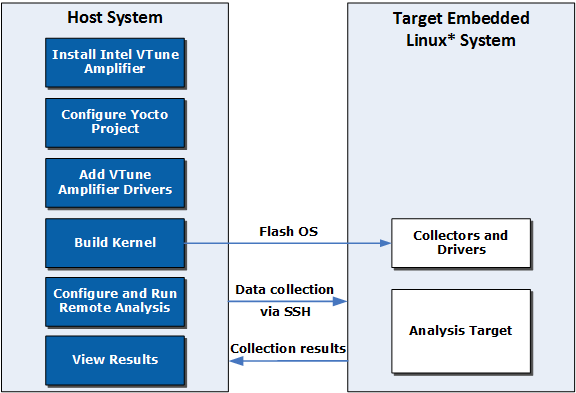 Host System
Install Intel VTune
Amplifier
Configure Yocto
Project
Add VTune
Amplifier Drivers
Build Kernel
Configure and Run
Remote Analysis
View Results
Flash OS
Data collection
via SSH
Collection results
Target Embedded
Linux* System
Collectors and
Drivers
Analysis Target